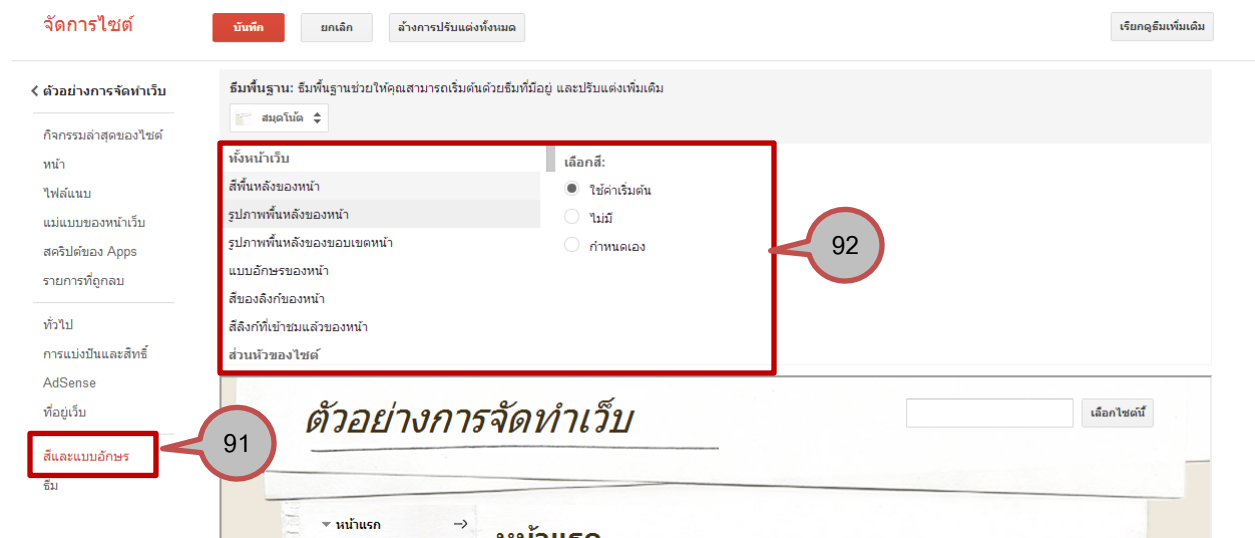 จัดการไซต์
บันทึก ยกเลิก ล้างการปรับแต่งทั้งหมด
เรียกดูธีมเพิ่มเติม
ตัวอย่างการจัดทำเว็บ
กิจกรรมล่าสุดของไซต์
หน้า
ไฟล์แนบ
แม่แบบของหน้าเว็บ
สคริปต์ของ Apps
รายการที่ถูกลบ
ทั่วไป
การแบ่งปันและสิทธิ์
AdSense
ที่อยู่เว็บ
สีและแบบอักษร
ธีม
91
ธีมพื้นฐาน: ธีมพื้นฐานช่วยให้คุณสามารถเริ่มต้นด้วยธีมที่มีอยู่ และปรับแต่งเพิ่มเติม
สมุดโน้ต
ทั้งหน้าเว็บ
สีพื้นหลังของหน้า
รูปภาพพื้นหลังของหน้า
รูปภาพพื้นหลังของขอบเขตหน้า
แบบอักษรของหน้า
สีของลิงก์ของหน้า
สีลิงก์ที่เข้าชมแล้วของหน้า
ส่วนหัวของไซต์
เลือกสี:
ใช้ค่าเริ่มต้น
ไม่มี
กำหนดเอง
92
ตัวอย่างการจัดทำเว็บ
เลือกไซต์นี้
หน้าแรก
หน้าแรก